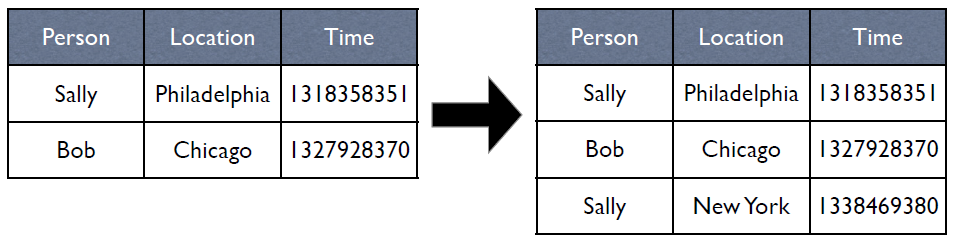 Person Location Time
Sally Philadelphia 1318358351
Bob Chicago 1327928370
Person Location Time
Sally Philadelphia 1318358351
Bob Chicago 1327928370
Sally New York 1338469380